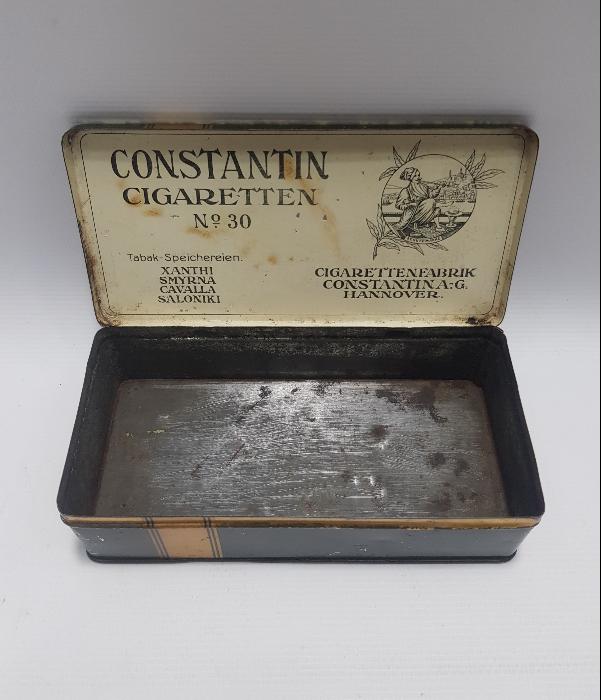 CONSTANTIN
CIGARETTEN
Nº 30
Tabak-Speichereien.
XANTHI
SMYRNA
CAVALLA
SALONIKI
CIGARETTENFABRIK
CONSTANTIN A.-G.
HANNOVER.